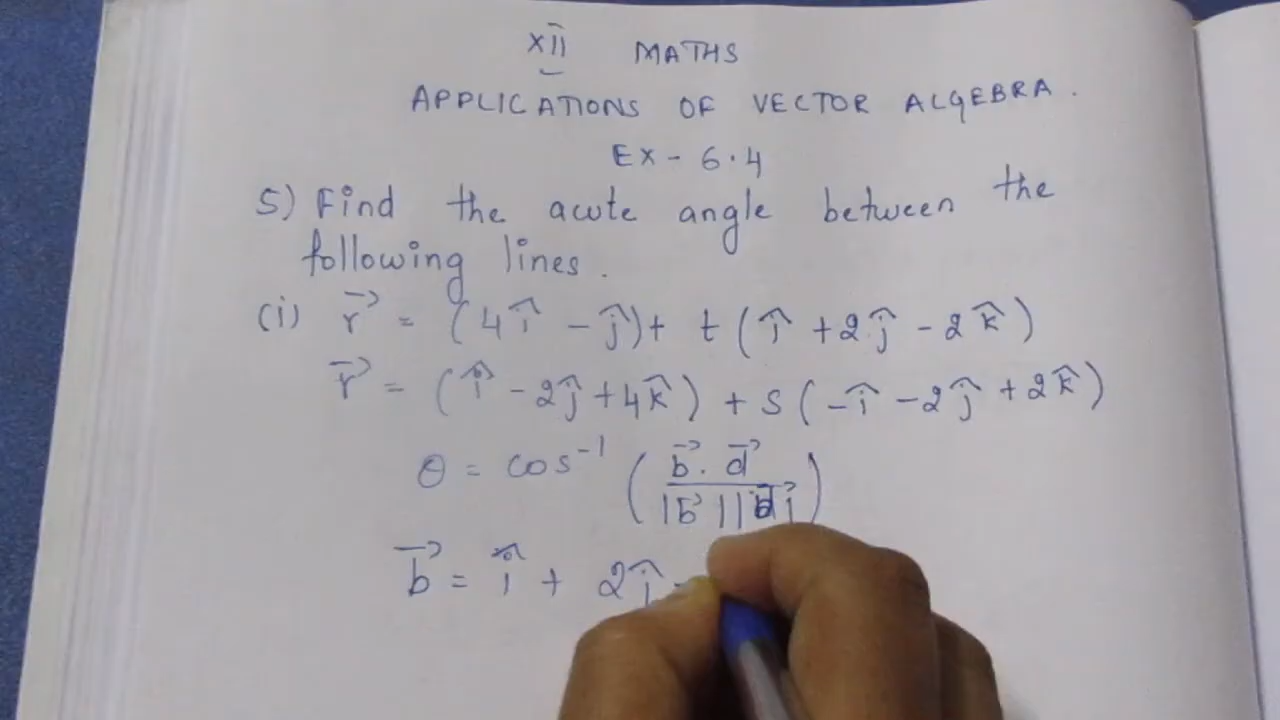 XII MATHS
APPLICATIONS OF VECTOR ALGEBRA.
EX - 6.4
5) Find the acute angle between the
following lines.
(i) r⃗ = (4î - ĵ) + t (î + 2ĵ - 2k̂)
r⃗ = (î - 2ĵ + 4k̂) + s (-î - 2ĵ + 2k̂)
θ = cos⁻¹ (b⃗ . d⃗ / |b⃗||d⃗|)
b⃗ = î + 2ĵ -